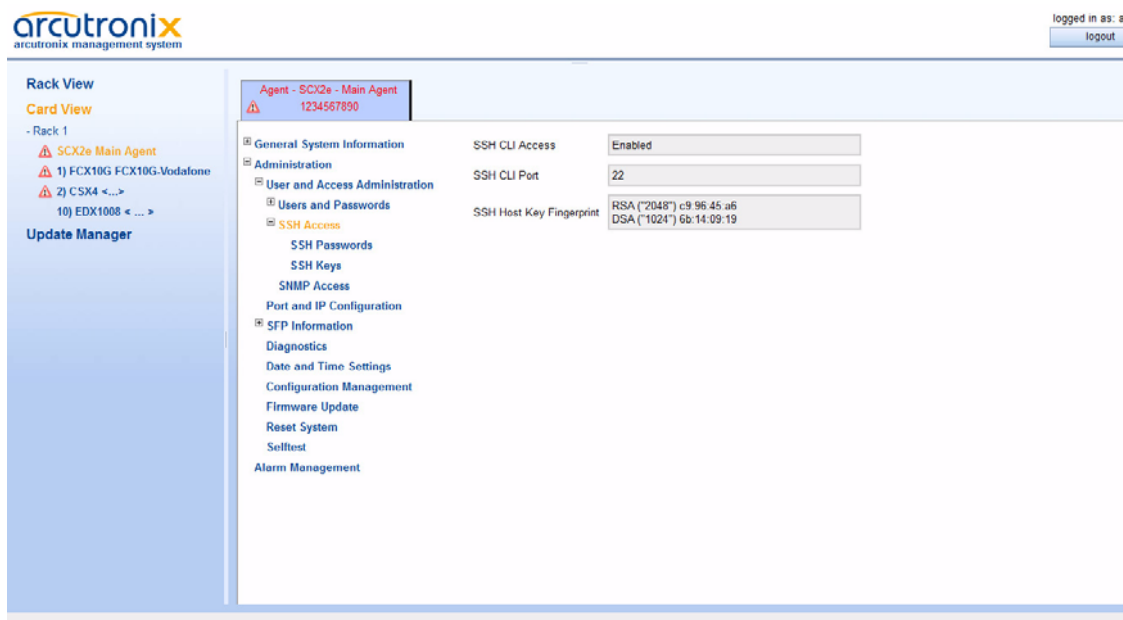 arcutronix
arcutronix management system
logged in as: a
logout
Rack View
Card View
- Rack 1
SCX2e Main Agent
1) FCX10G FCX10G-Vodafone
2) CSX4 <...>
10) EDX1008 < ... >
Update Manager
Agent - SCX2e - Main Agent
1234567890
General System Information
Administration
User and Access Administration
Users and Passwords
SSH Access
SSH Passwords
SSH Keys
SNMP Access
Port and IP Configuration
SFP Information
Diagnostics
Date and Time Settings
Configuration Management
Firmware Update
Reset System
Selftest
Alarm Management
SSH CLI Access Enabled
SSH CLI Port 22
SSH Host Key Fingerprint RSA ("2048") c9:96:45:a6
DSA ("1024") 6b:14:09:19